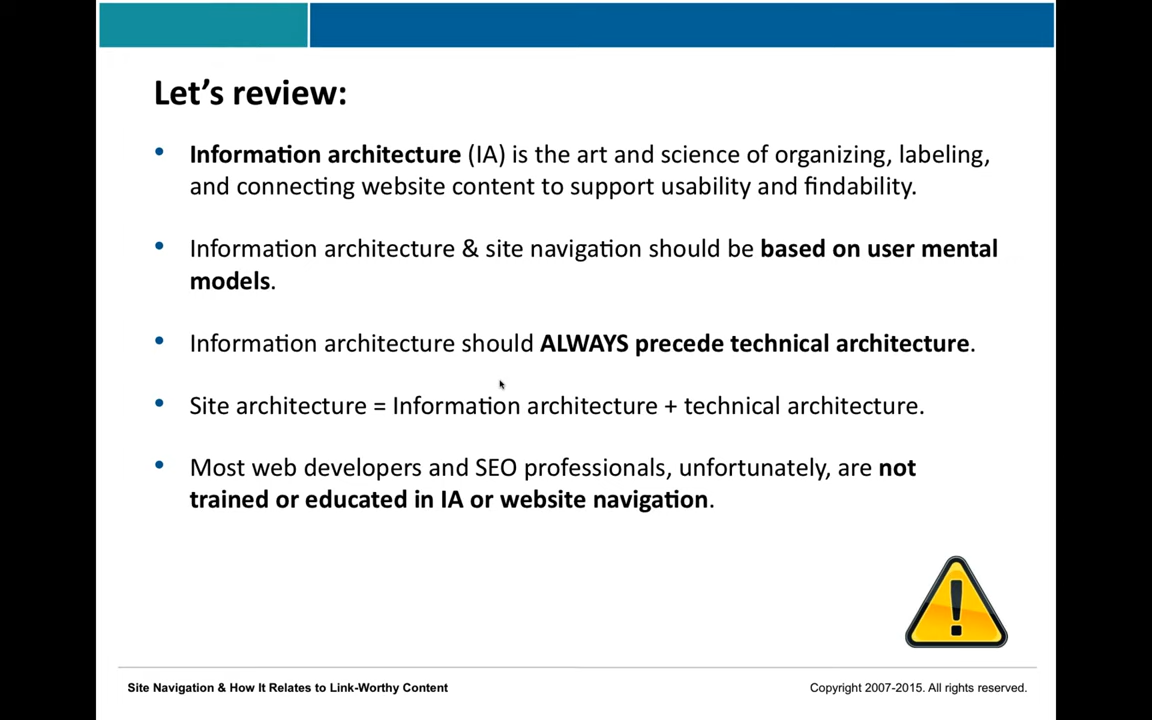 Let's review:
• Information architecture (IA) is the art and science of organizing, labeling,
and connecting website content to support usability and findability.
• Information architecture & site navigation should be based on user mental
models.
• Information architecture should ALWAYS precede technical architecture.
• Site architecture = Information architecture + technical architecture.
• Most web developers and SEO professionals, unfortunately, are not
trained or educated in IA or website navigation.
Site Navigation & How It Relates to Link-Worthy Content
Copyright 2007-2015. All rights reserved.